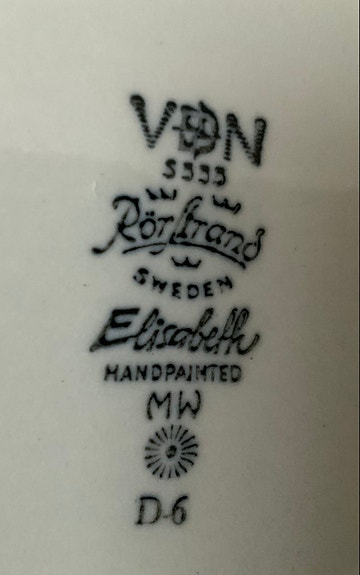 VDN
S333
Rörstrand
SWEDEN
Elisabeth
HANDPAINTED
MW
D-6